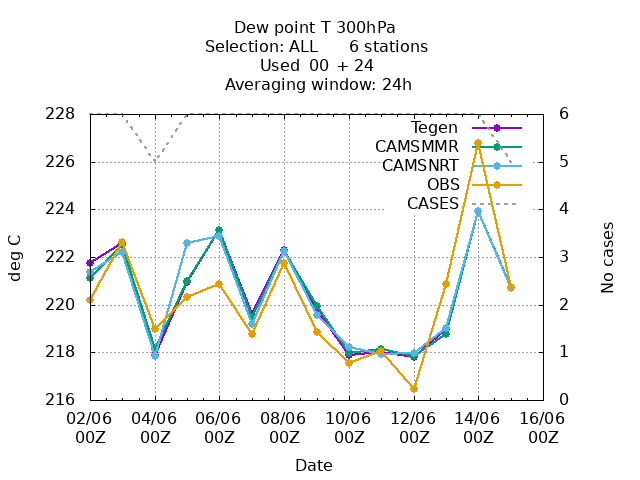 Dew point T 300hPa
Selection: ALL 6 stations
Used 00 + 24
Averaging window: 24h
228 6
Tegen
CAMSMMR
226 5
CAMSNRT
OBS
CASES
224 4
222 3
deg C
No cases
220 2
218 1
216 0
02/06 04/06 06/06 08/06 10/06 12/06 14/06 16/06
00Z 00Z 00Z 00Z 00Z 00Z 00Z 00Z
Date